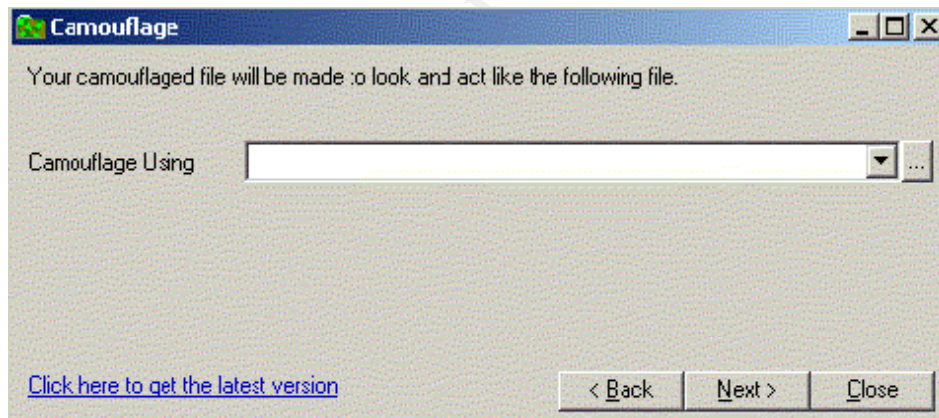 Camouflage
Your camouflaged file will be made to look and act like the following file.
Camouflage Using
...
Click here to get the latest version
< Back
Next >
Close